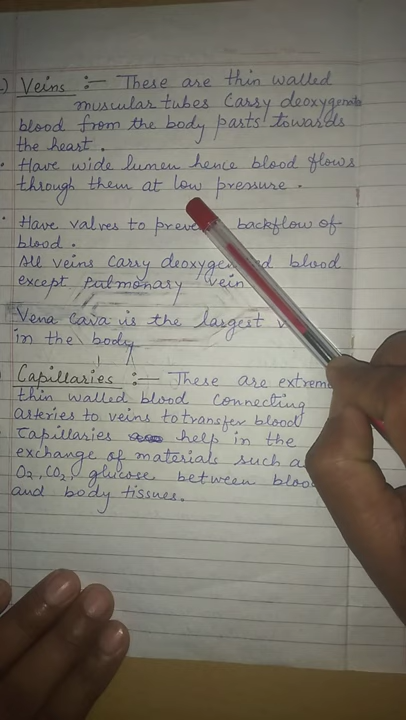 Veins :— These are thin walled
muscular tubes carry deoxygenate
blood from the body parts towards
the heart.
• Have wide lumen hence blood flows
through them at low pressure.
• Have valves to preve backflow of
blood.
All veins carry deoxygen d blood
except Pulmonary vein
Vena Cava is the largest v
in the body
Capillaries :— These are extrem
thin walled blood connecting
arteries to veins to transfer blood
Capillaries help in the
exchange of materials such a
O2, CO2, glucose between bloo
and body tissues.